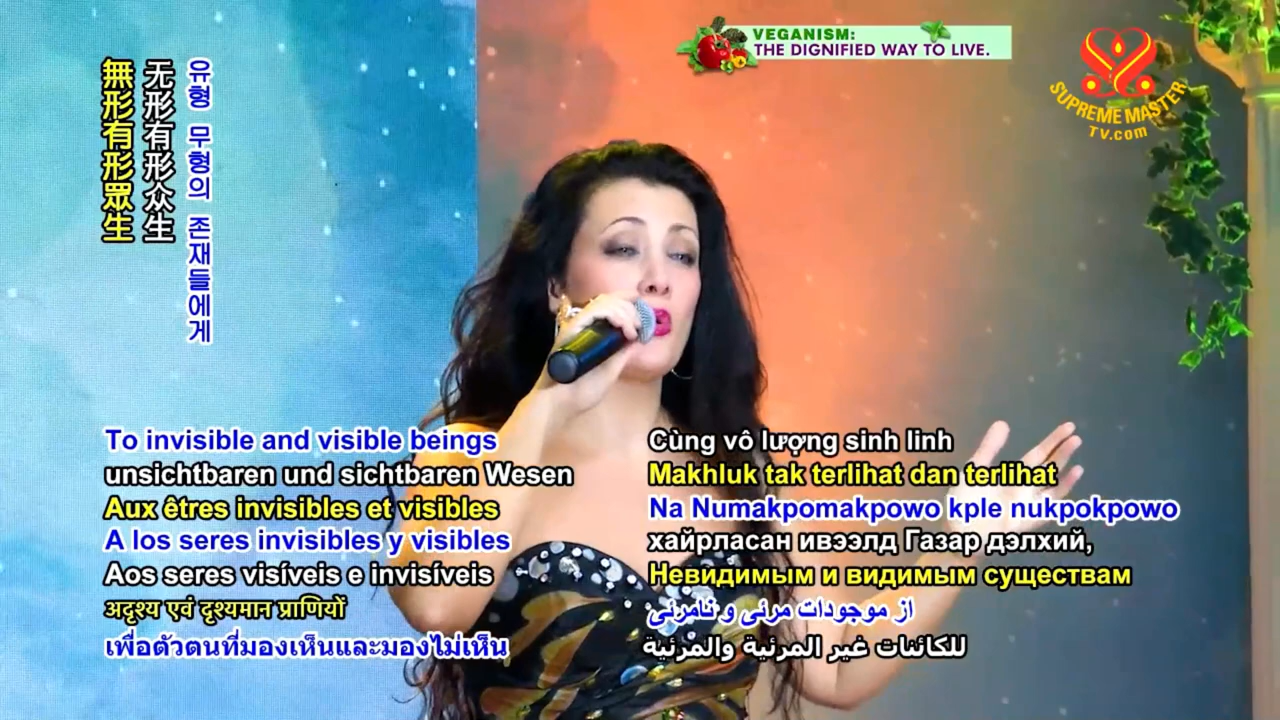 VEGANISM:
THE DIGNIFIED WAY TO LIVE.
SUPREME MASTER
TV.com
유형 무형의 존재들에게
无形有形众生
無形有形眾生
To invisible and visible beings
unsichtbaren und sichtbaren Wesen
Aux êtres invisibles et visibles
A los seres invisibles y visibles
Aos seres visíveis e invisíveis
अदृश्य एवं दृश्यमान प्राणियों
เพื่อตัวตนที่มองเห็นและมองไม่เห็น
Cùng vô lượng sinh linh
Makhluk tak terlihat dan terlihat
Na Numakpomakpowo kple nukpokpowo
хайрласан ивээлд Газар дэлхий,
Невидимым и видимым существам
از موجودات مرئی و نامرئی
للكائنات غير المرئية والمرئية